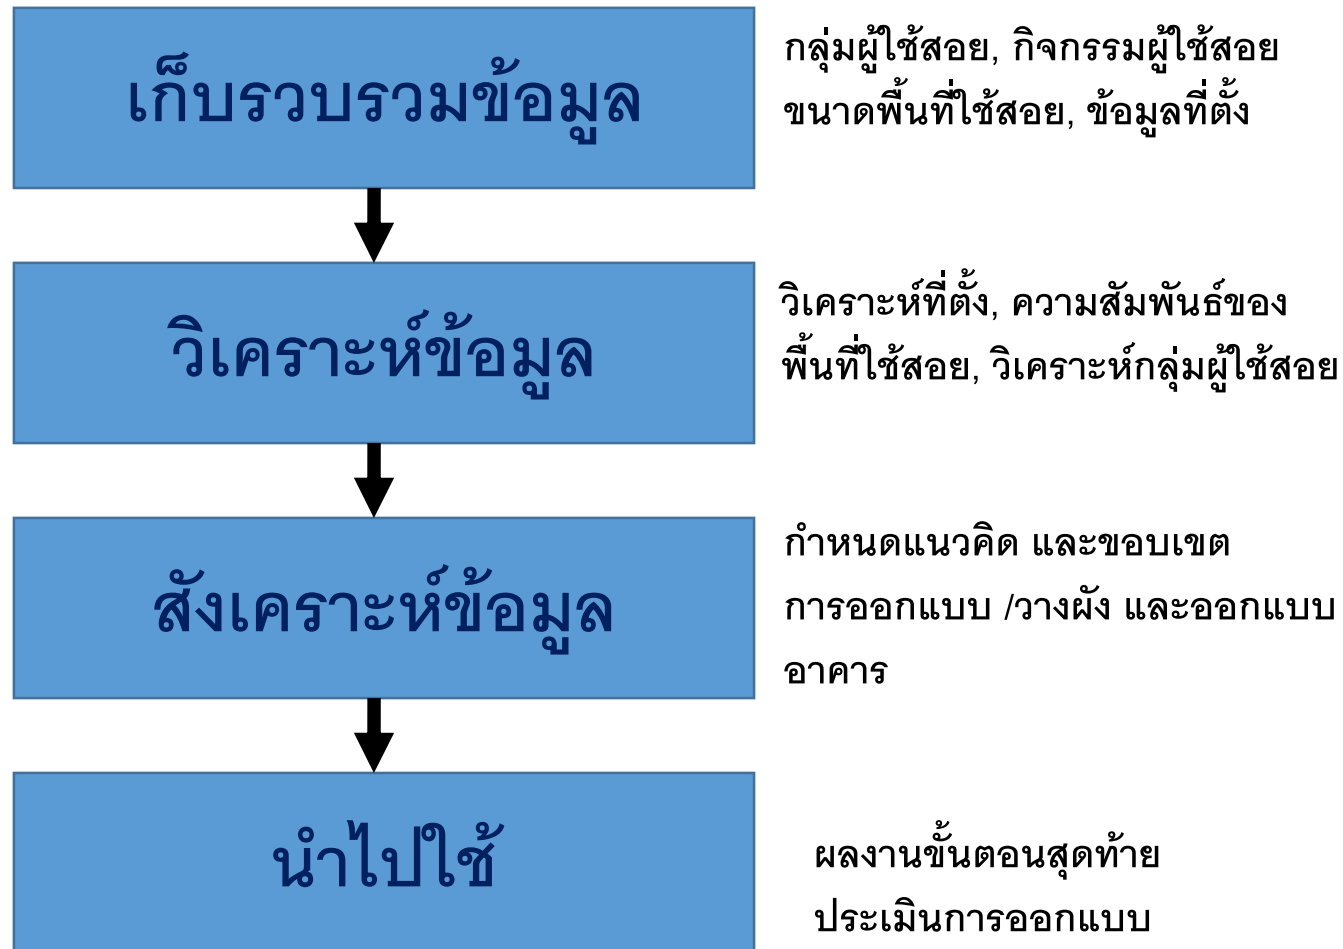 เก็บรวบรวมข้อมูล
กลุ่มผู้ใช้สอย, กิจกรรมผู้ใช้สอย
ขนาดพื้นที่ใช้สอย, ข้อมูลที่ตั้ง
วิเคราะห์ข้อมูล
วิเคราะห์ที่ตั้ง, ความสัมพันธ์ของ
พื้นที่ใช้สอย, วิเคราะห์กลุ่มผู้ใช้สอย
สังเคราะห์ข้อมูล
กำหนดแนวคิด และขอบเขต
การออกแบบ /วางผัง และออกแบบ
อาคาร
นำไปใช้
ผลงานขั้นตอนสุดท้าย
ประเมินการออกแบบ